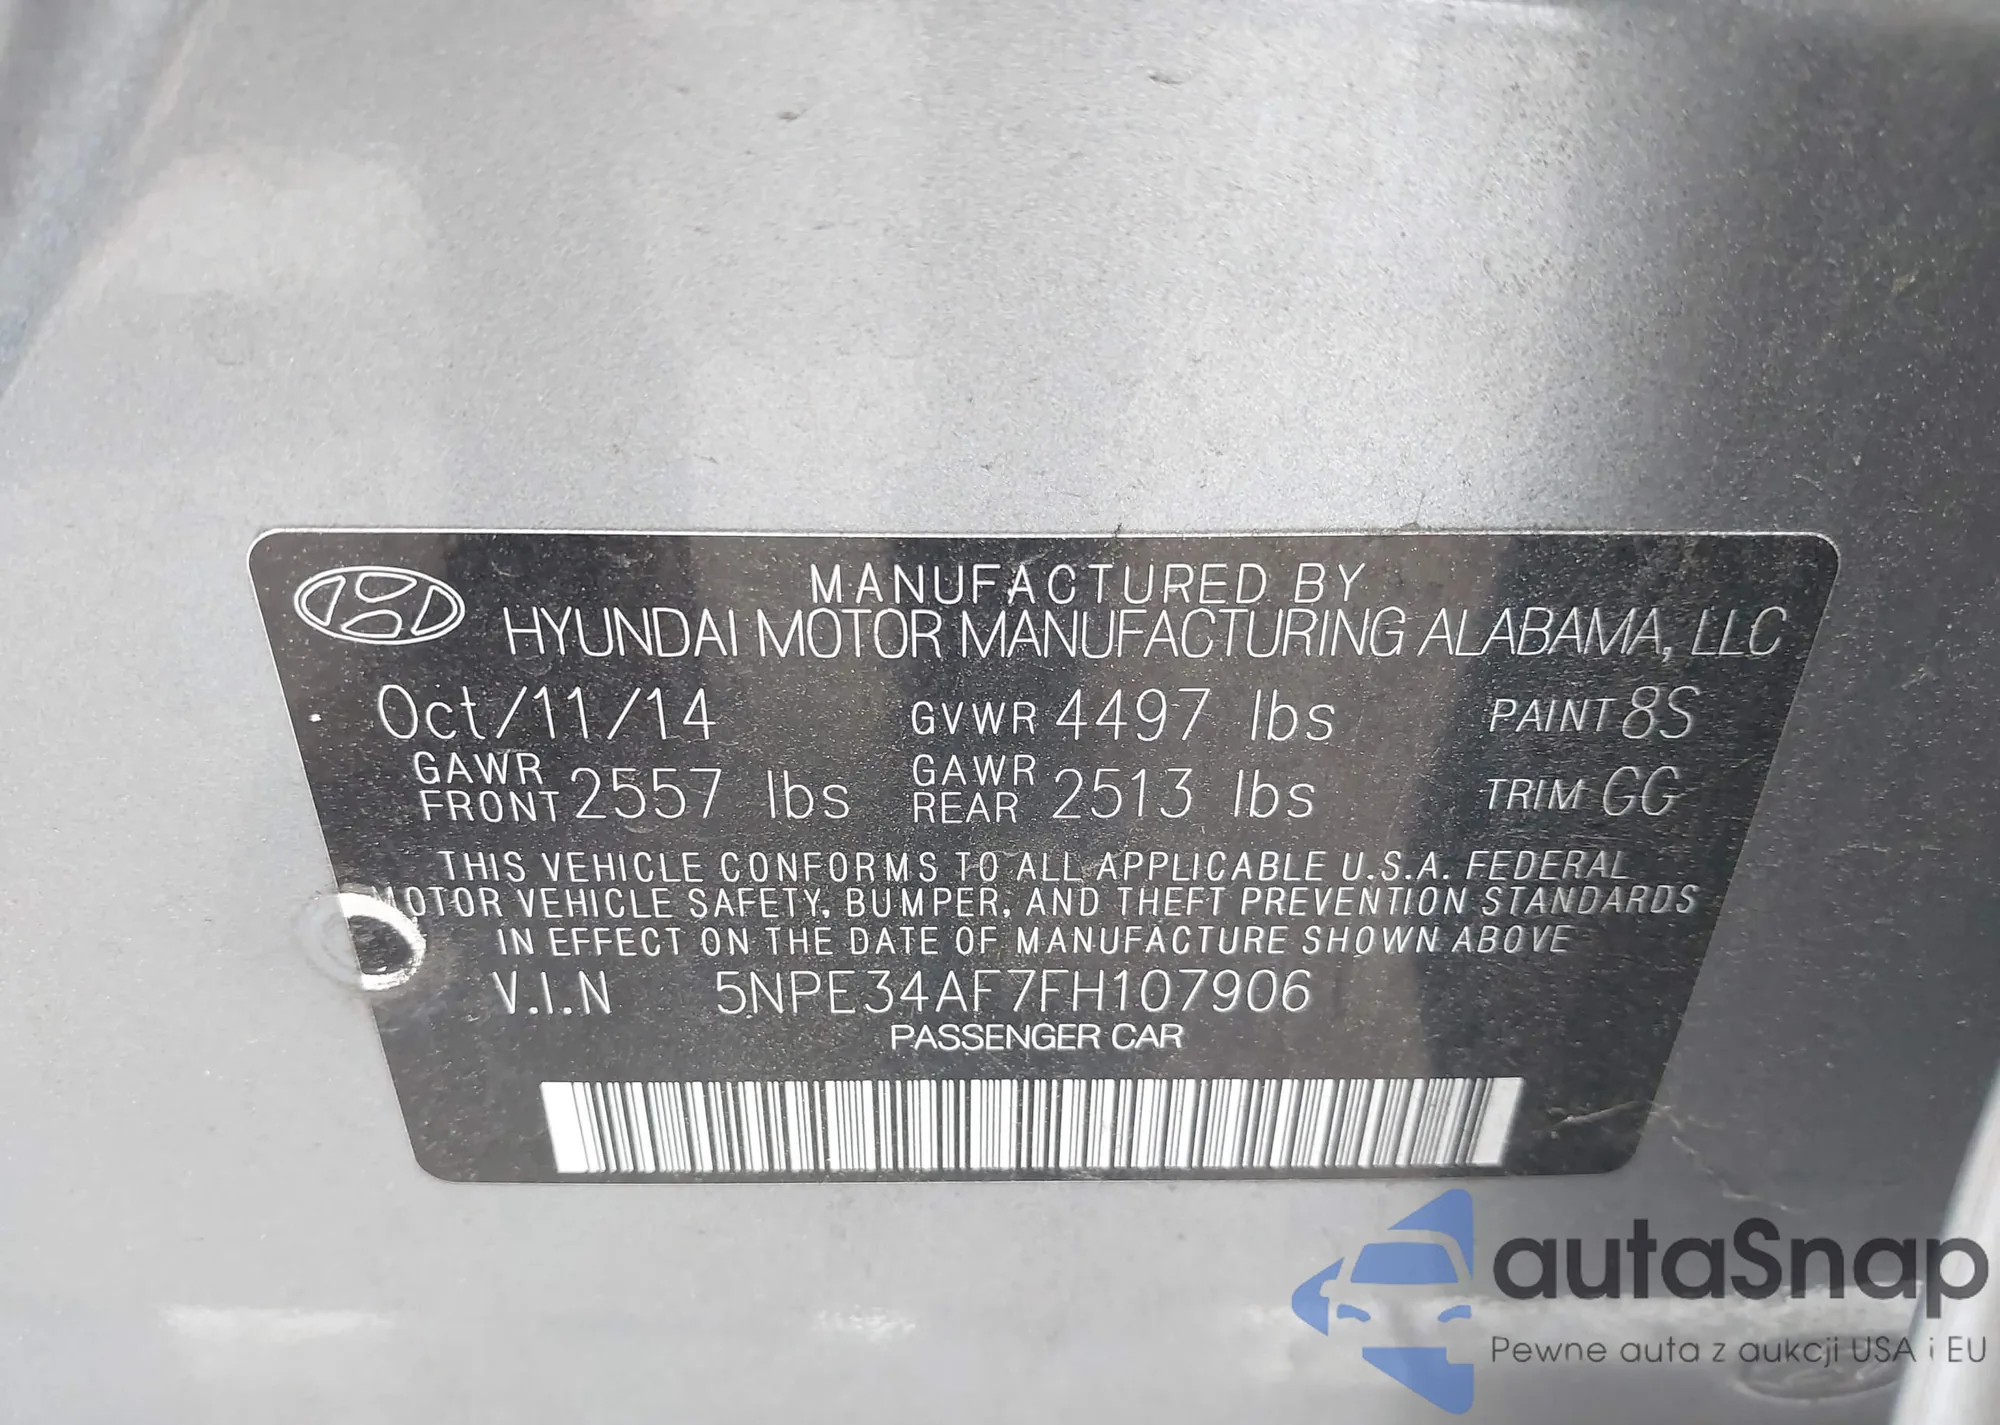 MANUFACTURED BY
HYUNDAI MOTOR MANUFACTURING ALABAMA, LLC
Oct/11/14 GVWR 4497 lbs PAINT 8S
GAWR FRONT 2557 lbs GAWR REAR 2513 lbs TRIM GG
THIS VEHICLE CONFORMS TO ALL APPLICABLE U.S.A. FEDERAL
MOTOR VEHICLE SAFETY, BUMPER, AND THEFT PREVENTION STANDARDS
IN EFFECT ON THE DATE OF MANUFACTURE SHOWN ABOVE
V.I.N 5NPE34AF7FH107906
PASSENGER CAR
autaSnap
Pewne auta z aukcji USA i EU